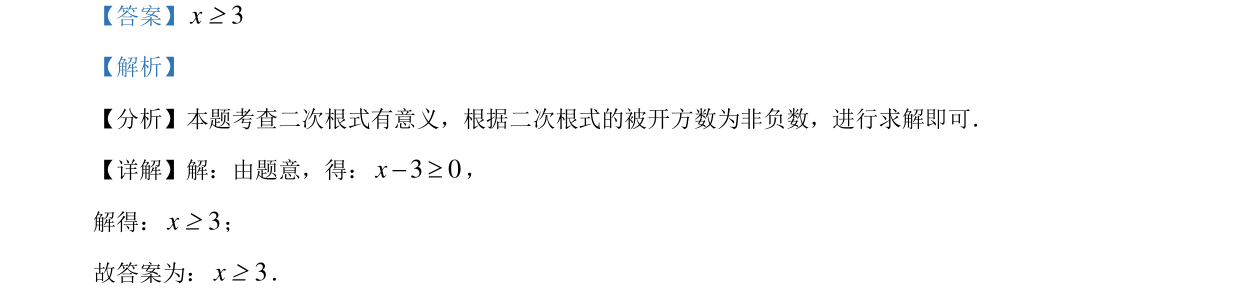 【答案】x ≥ 3
【解析】
【分析】本题考查二次根式有意义，根据二次根式的被开方数为非负数，进行求解即可．
【详解】解：由题意，得：x－3≥0，
解得：x ≥ 3；
故答案为：x ≥ 3．